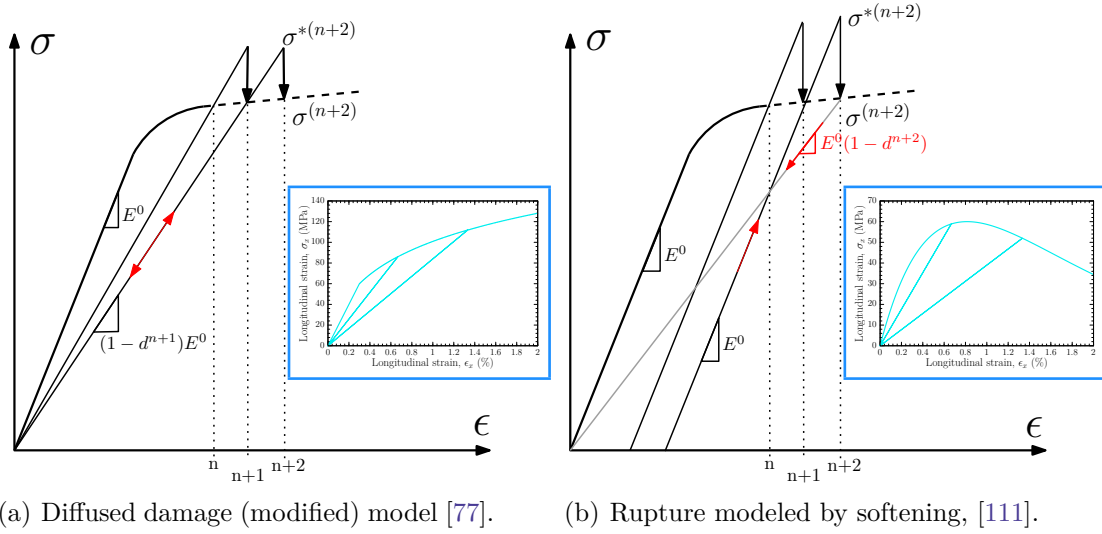 σ
σ*(n+2)
σ(n+2)
E⁰
(1 − dⁿ⁺¹)E⁰
n
n+1
n+2
ϵ
Longitudinal strain, σₓ (MPa)
140
120
100
80
60
40
20
0
0 0.2 0.4 0.6 0.8 1 1.2 1.4 1.6 1.8 2
Longitudinal strain, ϵₓ (%)
(a) Diffused damage (modified) model [77].
σ
σ*(n+2)
σ(n+2)
E⁰(1 − dⁿ⁺²)
E⁰
E⁰
n
n+1
n+2
ϵ
Longitudinal strain, σₓ (MPa)
70
60
50
40
30
20
10
0
0 0.2 0.4 0.6 0.8 1 1.2 1.4 1.6 1.8 2
Longitudinal strain, ϵₓ (%)
(b) Rupture modeled by softening, [111].